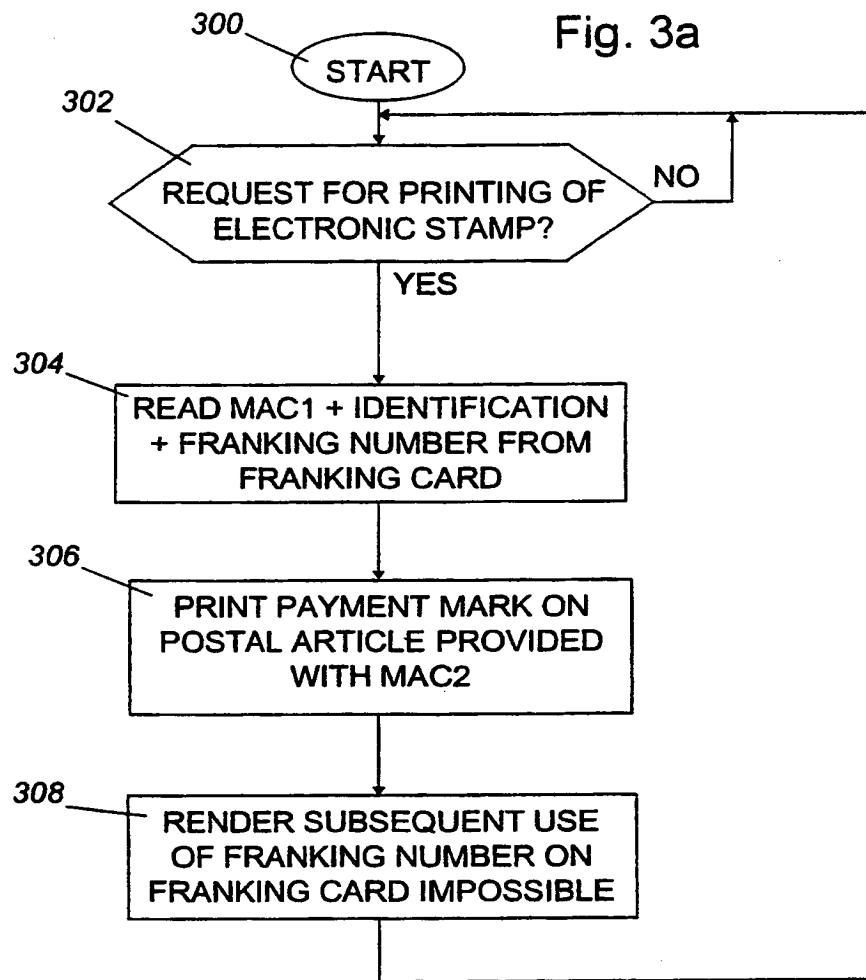 Fig. 3a
300
START
302
REQUEST FOR PRINTING OF
ELECTRONIC STAMP?
NO
YES
304
READ MAC1 + IDENTIFICATION
+ FRANKING NUMBER FROM
FRANKING CARD
306
PRINT PAYMENT MARK ON
POSTAL ARTICLE PROVIDED
WITH MAC2
308
RENDER SUBSEQUENT USE
OF FRANKING NUMBER ON
FRANKING CARD IMPOSSIBLE